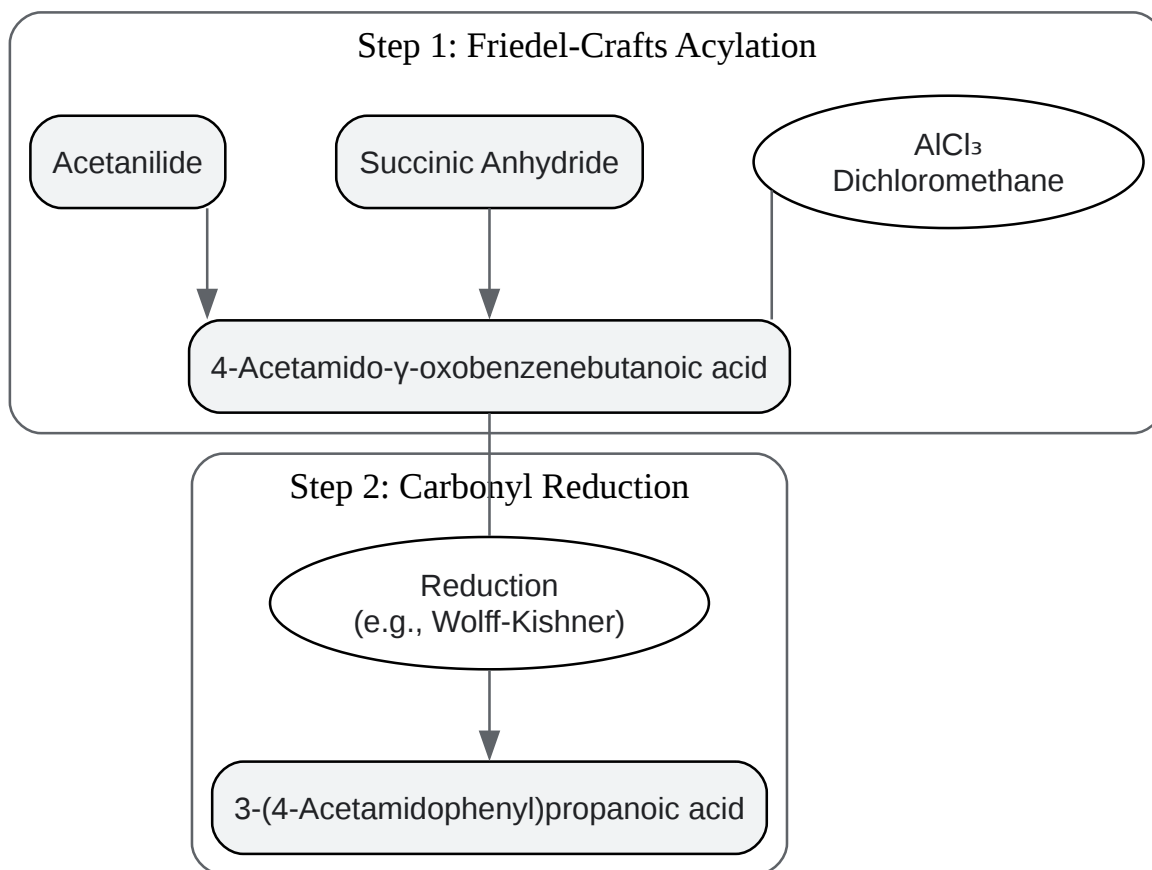 Step 1: Friedel-Crafts Acylation
Acetanilide
Succinic Anhydride
AlCl₃
Dichloromethane
4-Acetamido-γ-oxobenzenebutanoic acid
Step 2: Carbonyl Reduction
Reduction
(e.g., Wolff-Kishner)
3-(4-Acetamidophenyl)propanoic acid